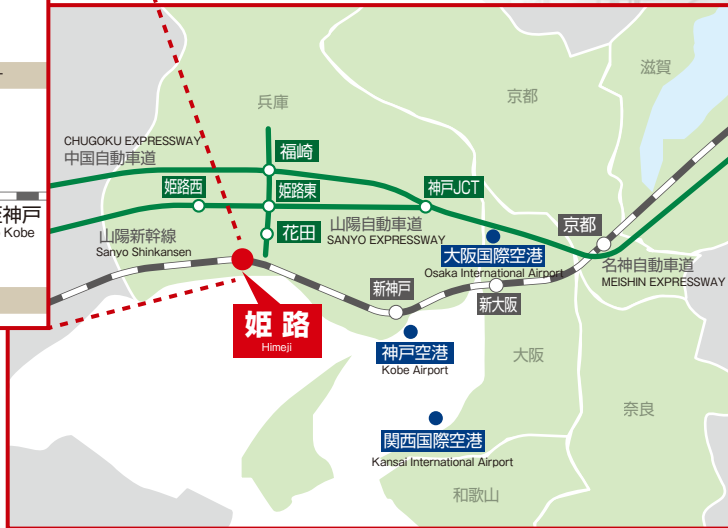 滋賀
京都
兵庫
CHUGOKU EXPRESSWAY
中国自動車道
福崎
姫路西
姫路東
神戸JCT
神戸
Kobe
山陽新幹線
Sanyo Shinkansen
花田
山陽自動車道
SANYO EXPRESSWAY
京都
大阪国際空港
Osaka International Airport
名神自動車道
MEISHIN EXPRESSWAY
新神戸
新大阪
姫路
Himeji
神戸空港
Kobe Airport
大阪
奈良
関西国際空港
Kansai International Airport
和歌山